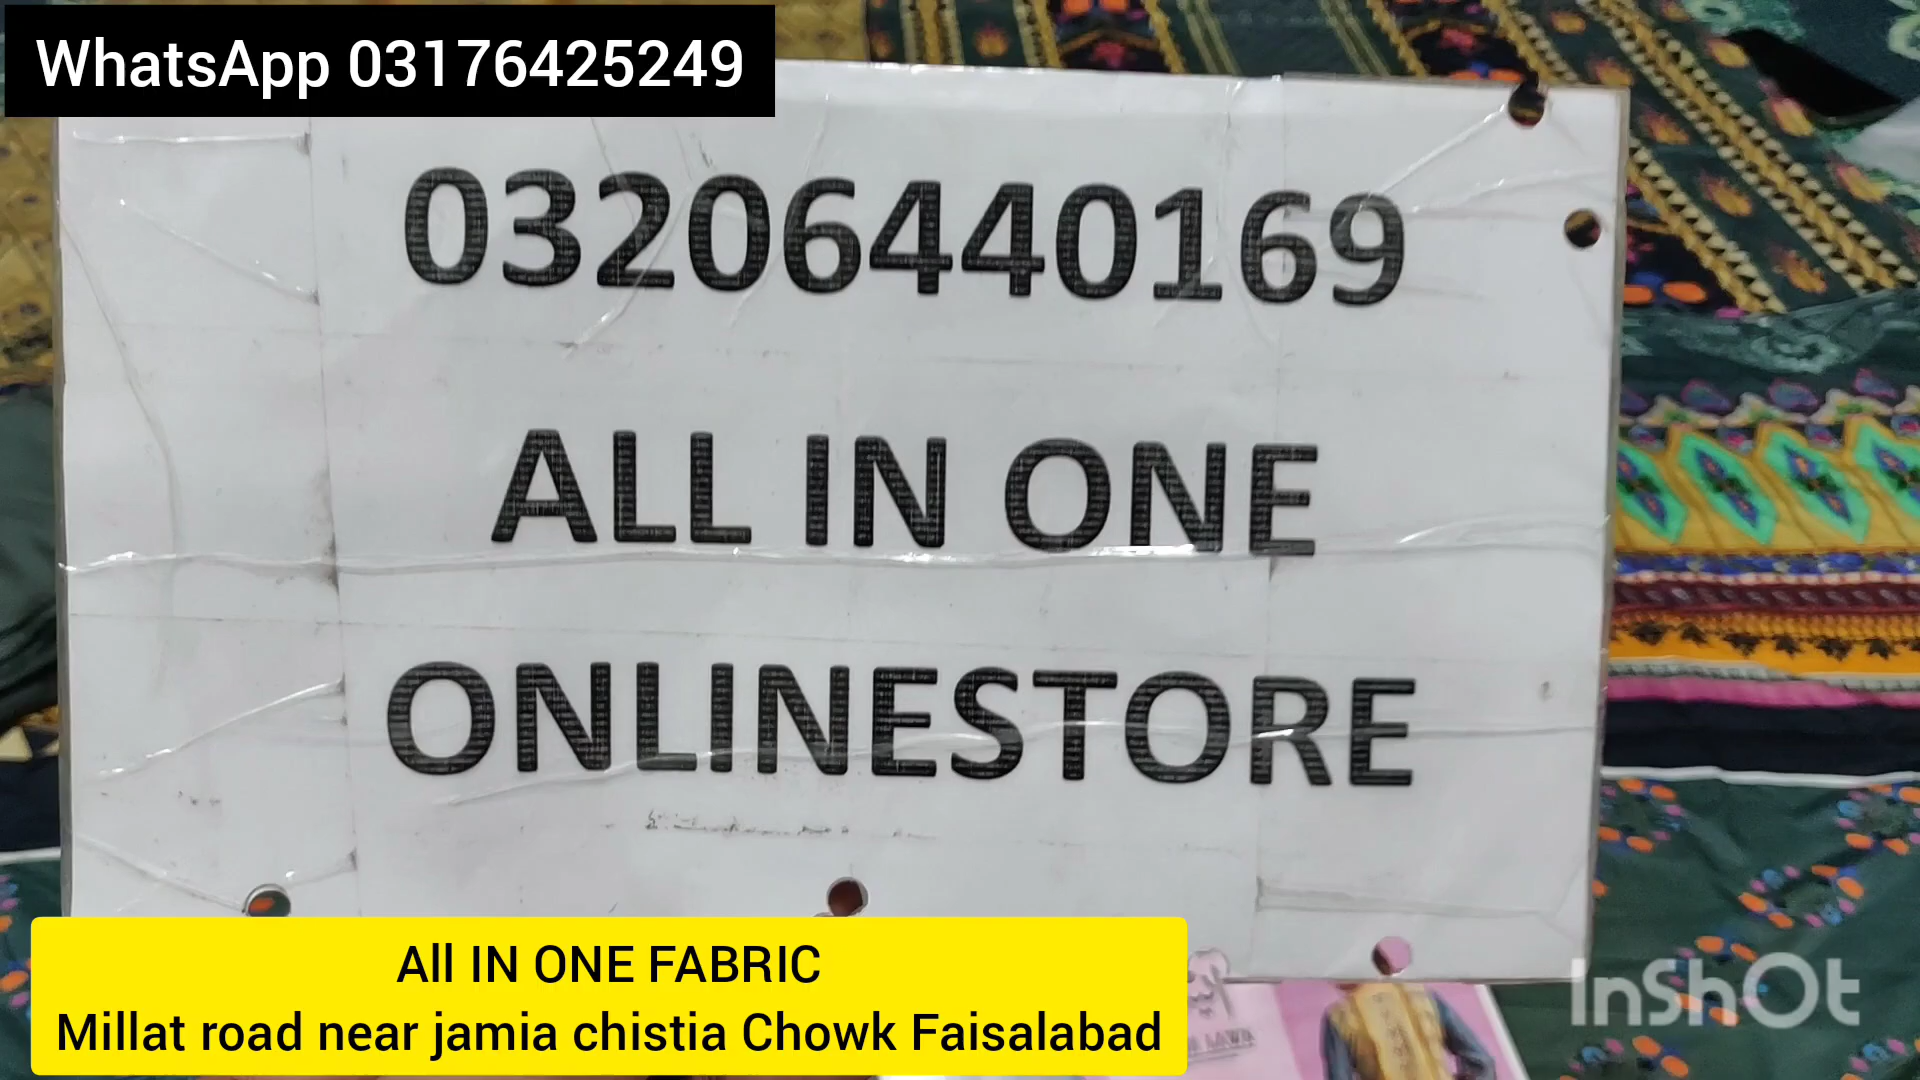 WhatsApp 03176425249
03206440169
ALL IN ONE
ONLINESTORE
All IN ONE FABRIC
Millat road near jamia chistia Chowk Faisalabad
InShOt